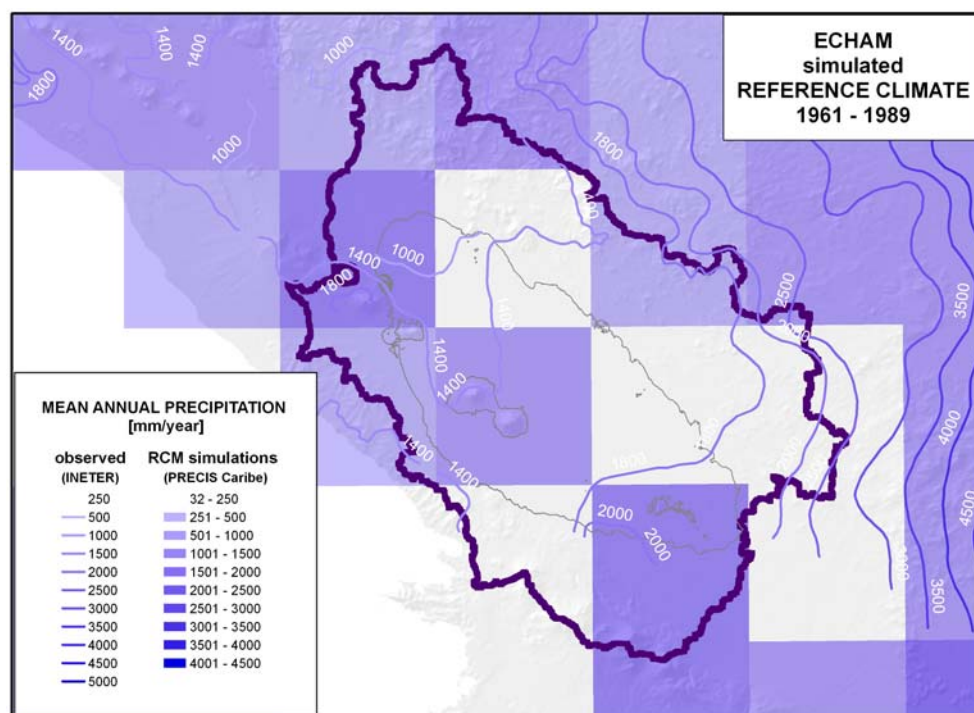 ECHAM
simulated
REFERENCE CLIMATE
1961 - 1989
1400
1400
1400
1000
1800
1800
1000
1400
2500
3500
1400
1000
1800
1400
2000
1400
1400
4000
1400
1400
1800
2000
2000
4500
3500
MEAN ANNUAL PRECIPITATION
[mm/year]
observed RCM simulations
(INETER) (PRECIS Caribe)
250 32 - 250
500 251 - 500
1000 501 - 1000
1500 1001 - 1500
2000 1501 - 2000
2500 2001 - 2500
3000 2501 - 3000
3500 3001 - 3500
4000 3501 - 4000
4500 4001 - 4500
5000